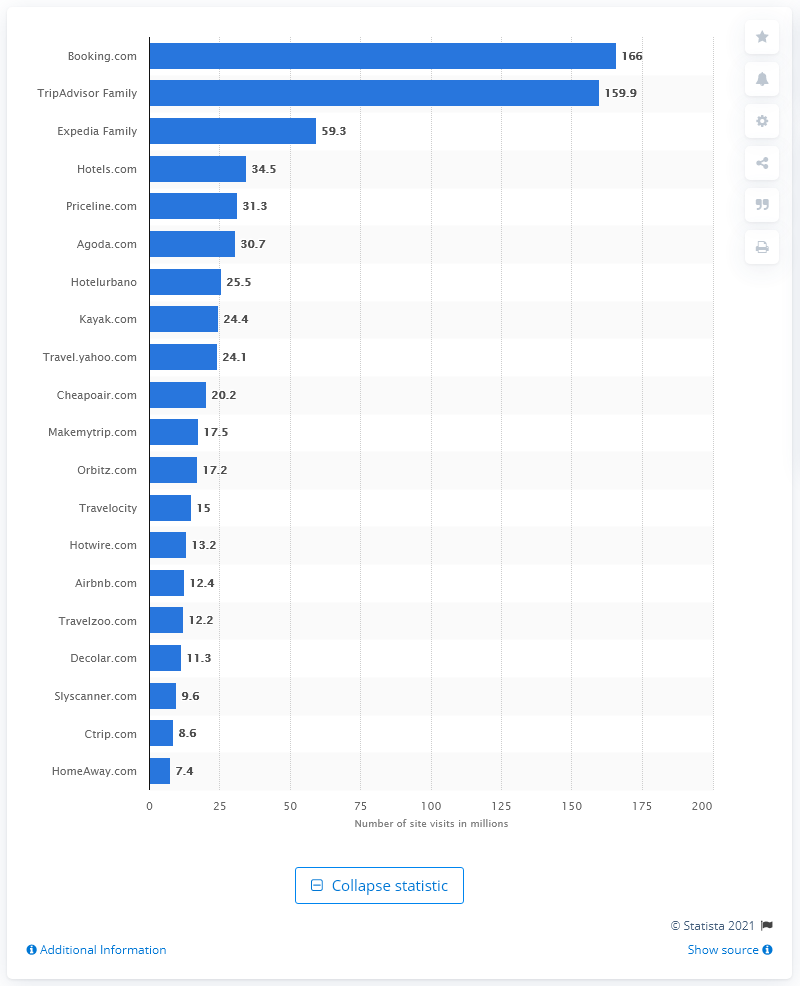 Booking.com 166
TripAdvisor Family 159.9
Expedia Family 59.3
Hotels.com 34.5
Priceline.com 31.3
Agoda.com 30.7
Hotelurbano 25.5
Kayak.com 24.4
Travel.yahoo.com 24.1
Cheapoair.com 20.2
Makemytrip.com 17.5
Orbitz.com 17.2
Travelocity 15
Hotwire.com 13.2
Airbnb.com 12.4
Travelzoo.com 12.2
Decolar.com 11.3
Slyscanner.com 9.6
Ctrip.com 8.6
HomeAway.com 7.4
0 25 50 75 100 125 150 175 200
Number of site visits in millions
Collapse statistic
© Statista 2021
Additional Information
Show source